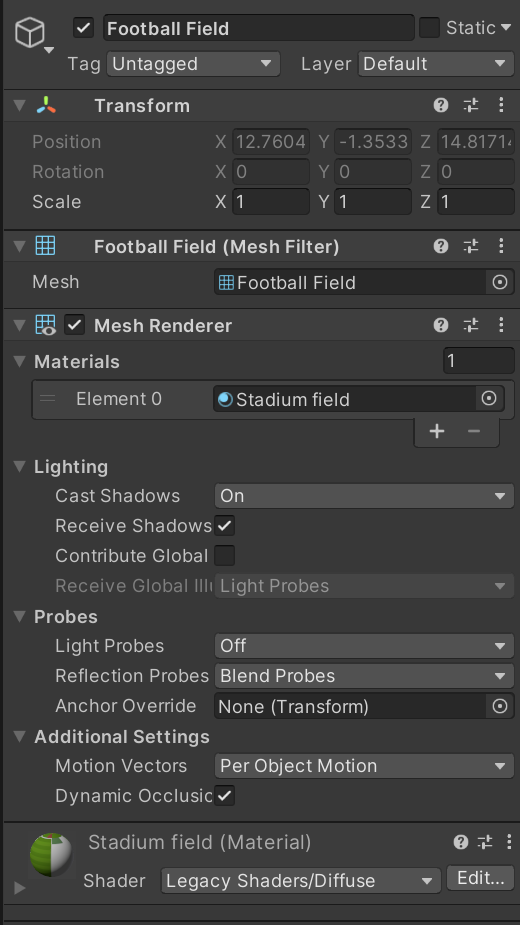 Football Field Static
Tag Untagged Layer Default
Transform
Position X 12.7604 Y -1.3533 Z 14.81714
Rotation X 0 Y 0 Z 0
Scale X 1 Y 1 Z 1
Football Field (Mesh Filter)
Mesh Football Field
Mesh Renderer
Materials 1
Element 0 Stadium field
+ −
Lighting
Cast Shadows On
Receive Shadows
Contribute Global
Receive Global Illu Light Probes
Probes
Light Probes Off
Reflection Probes Blend Probes
Anchor Override None (Transform)
Additional Settings
Motion Vectors Per Object Motion
Dynamic Occlusic
Stadium field (Material)
Shader Legacy Shaders/Diffuse Edit...